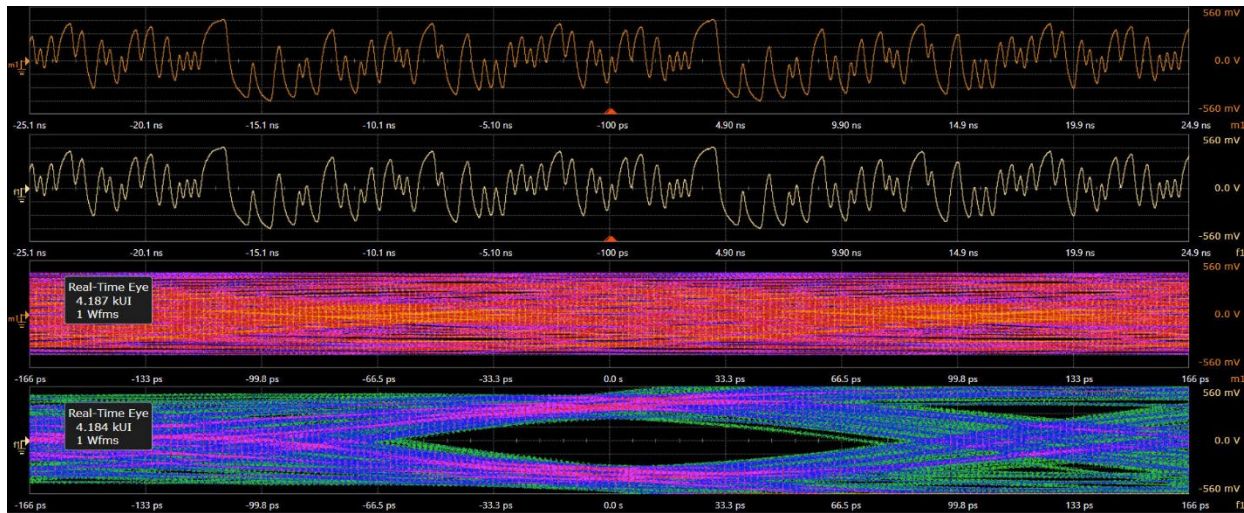 560 mV
m1 0.0 V
-560 mV
-25.1 ns -20.1 ns -15.1 ns -10.1 ns -5.10 ns -100 ps 4.90 ns 9.90 ns 14.9 ns 19.9 ns 24.9 ns m1
560 mV
f1 0.0 V
-560 mV
-25.1 ns -20.1 ns -15.1 ns -10.1 ns -5.10 ns -100 ps 4.90 ns 9.90 ns 14.9 ns 19.9 ns 24.9 ns f1
560 mV
Real-Time Eye
4.187 kUI
1 Wfms
m1 0.0 V
-560 mV
-166 ps -133 ps -99.8 ps -66.5 ps -33.3 ps 0.0 s 33.3 ps 66.5 ps 99.8 ps 133 ps 166 ps m1
560 mV
Real-Time Eye
4.184 kUI
1 Wfms
f1 0.0 V
-560 mV
-166 ps -133 ps -99.8 ps -66.5 ps -33.3 ps 0.0 s 33.3 ps 66.5 ps 99.8 ps 133 ps 166 ps f1